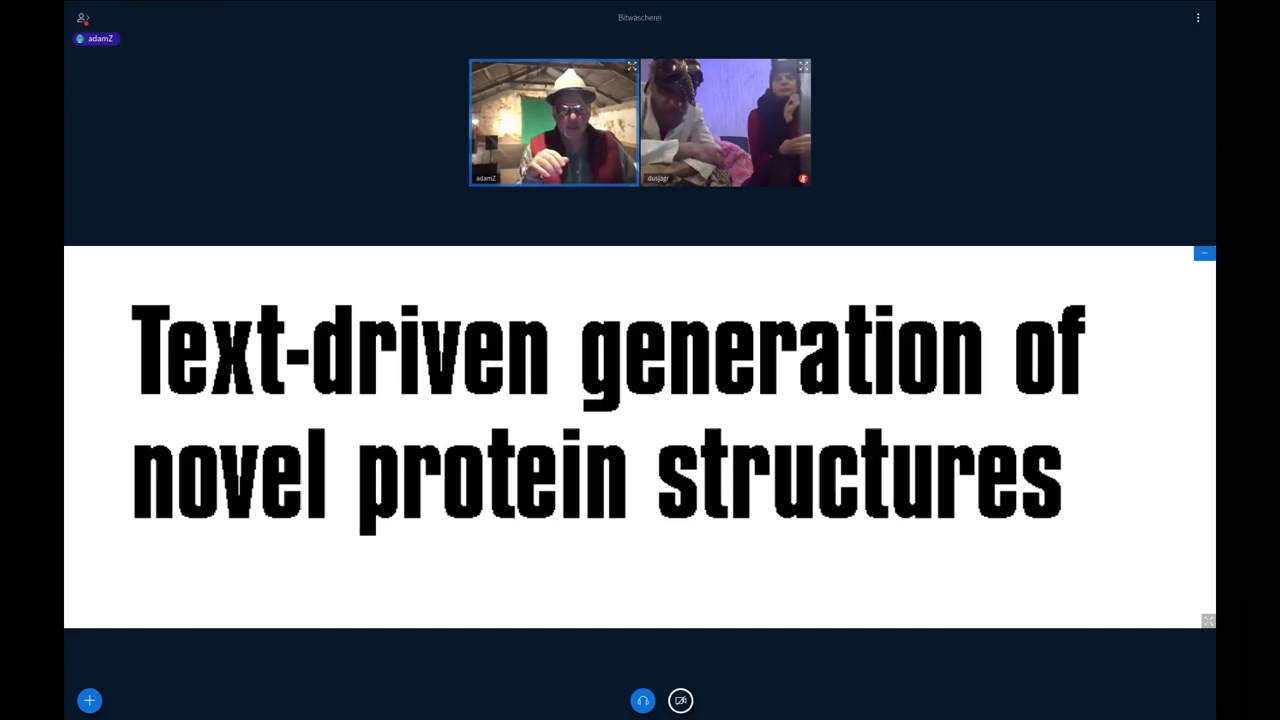 Bitwäscherei
adamZ
adamZ
dusjagr
Text-driven generation of
novel protein structures